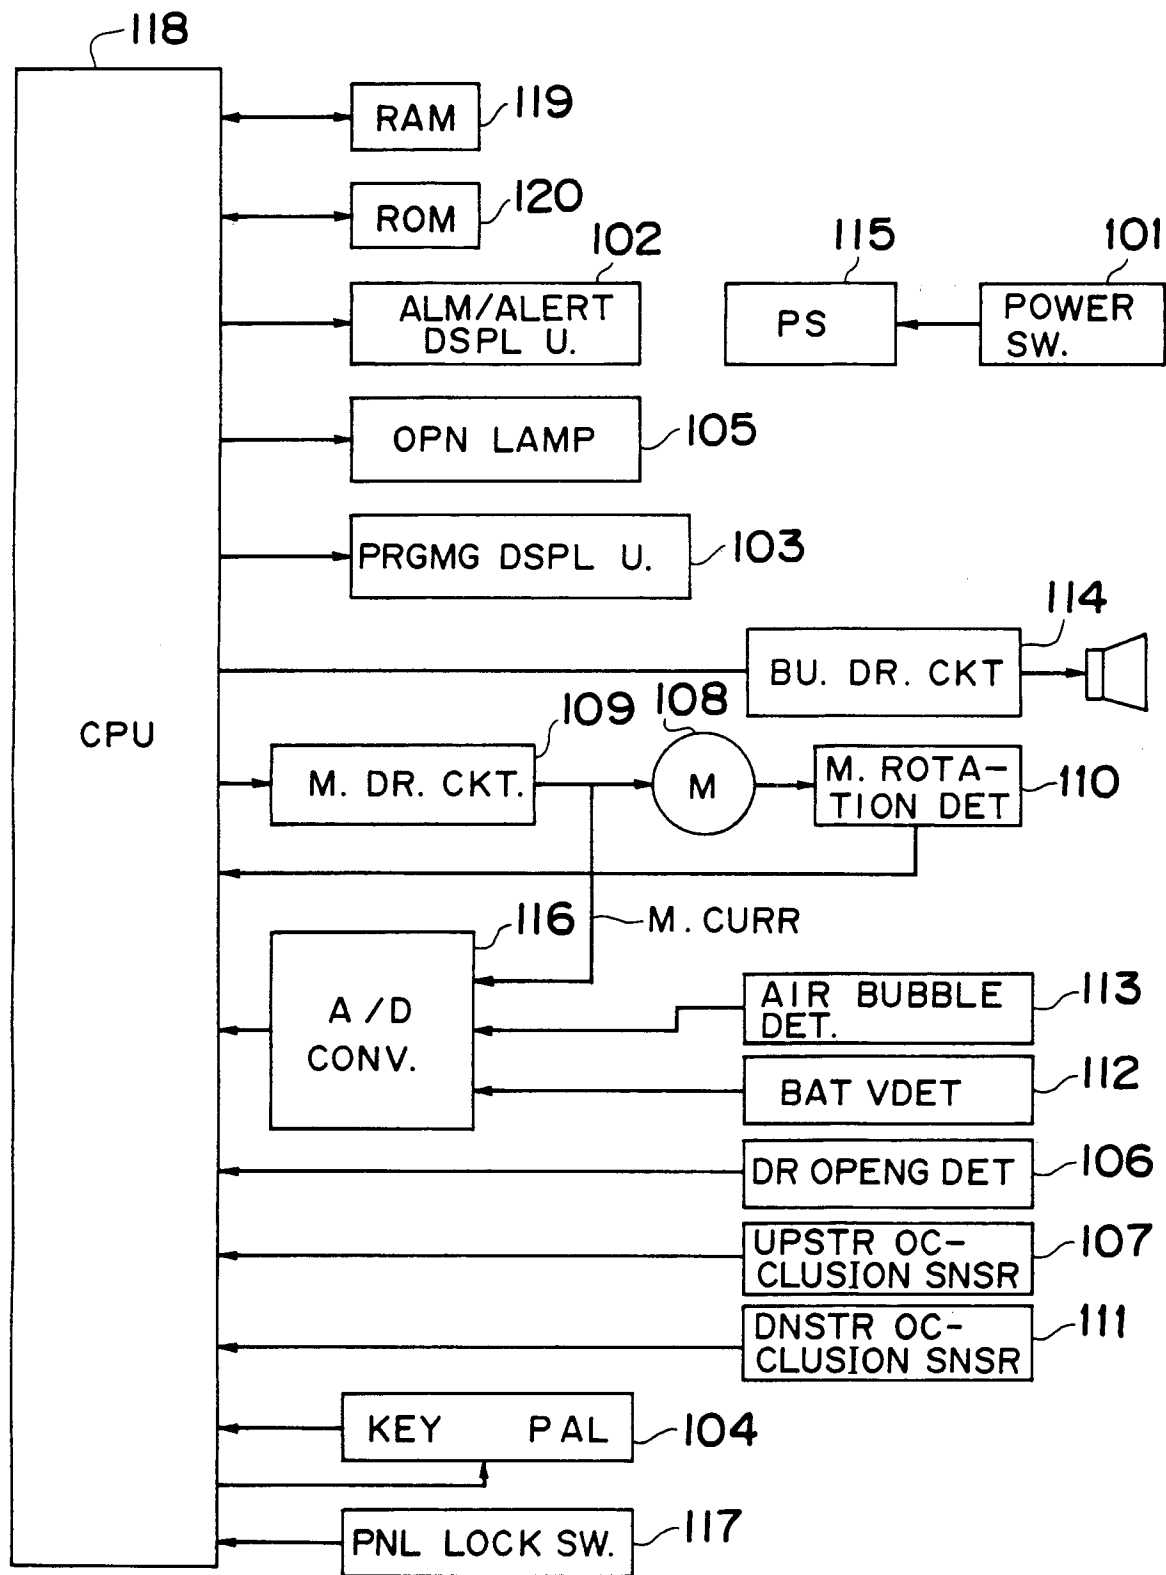 118
RAM
119
ROM
120
102
ALM/ALERT
DSPL U.
115
PS
101
POWER
SW.
OPN LAMP
105
PRGMG DSPL U.
103
114
BU. DR. CKT
CPU
109
M. DR. CKT.
108
M
M. ROTA-
TION DET
110
M. CURR
116
A/D
CONV.
AIR BUBBLE
DET.
113
BAT VDET
112
DR OPENG DET
106
UPSTR OC-
CLUSION SNSR
107
DNSTR OC-
CLUSION SNSR
111
KEY PAL
104
PNL LOCK SW.
117